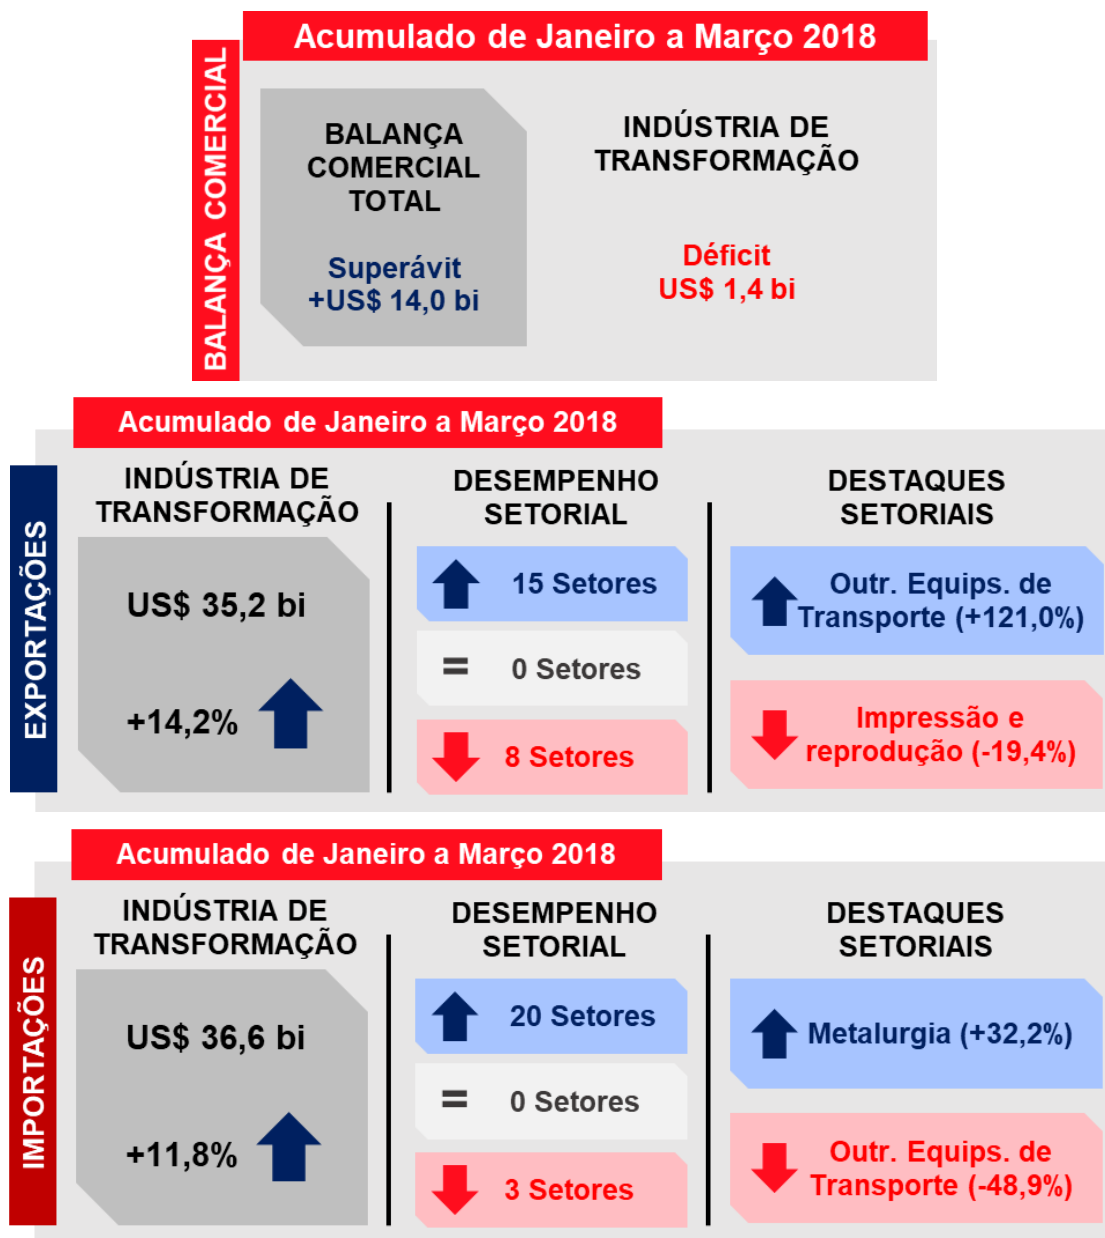 Acumulado de Janeiro a Março 2018
BALANÇA COMERCIAL
BALANÇA
COMERCIAL
TOTAL
Superávit
+US$ 14,0 bi
INDÚSTRIA DE
TRANSFORMAÇÃO
Déficit
US$ 1,4 bi
Acumulado de Janeiro a Março 2018
EXPORTAÇÕES
INDÚSTRIA DE
TRANSFORMAÇÃO
US$ 35,2 bi
+14,2%
DESEMPENHO
SETORIAL
15 Setores
= 0 Setores
8 Setores
DESTAQUES
SETORIAIS
Outr. Equips. de
Transporte (+121,0%)
Impressão e
reprodução (-19,4%)
Acumulado de Janeiro a Março 2018
IMPORTAÇÕES
INDÚSTRIA DE
TRANSFORMAÇÃO
US$ 36,6 bi
+11,8%
DESEMPENHO
SETORIAL
20 Setores
= 0 Setores
3 Setores
DESTAQUES
SETORIAIS
Metalurgia (+32,2%)
Outr. Equips. de
Transporte (-48,9%)